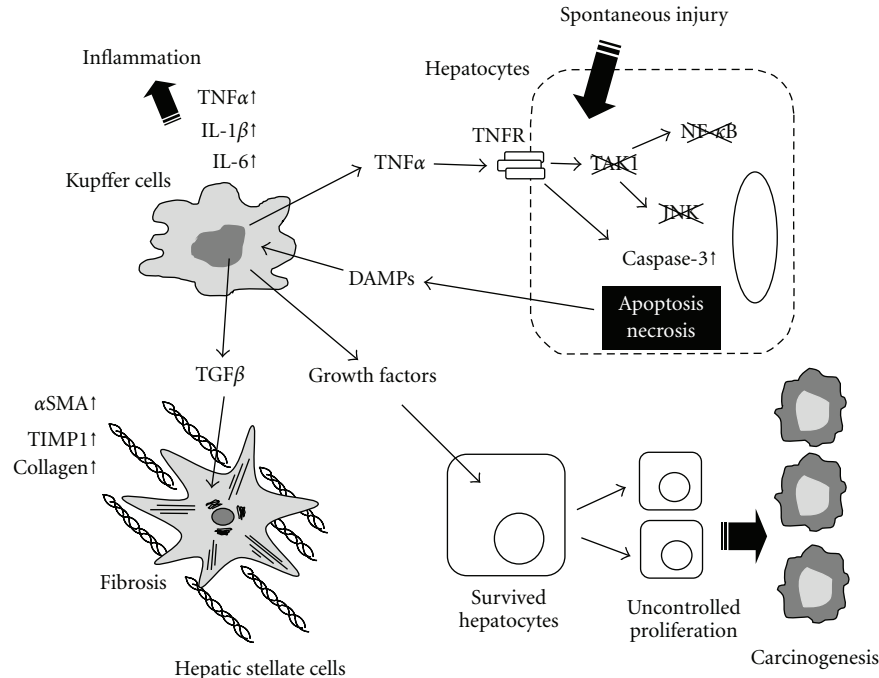 Spontaneous injury
Inflammation
Hepatocytes
TNFα↑
IL-1β↑
IL-6↑
Kupffer cells
TNFα
TNFR
TAK1
NF-κB
JNK
Caspase-3↑
DAMPs
Apoptosis
necrosis
TGFβ
Growth factors
αSMA↑
TIMP1↑
Collagen↑
Fibrosis
Hepatic stellate cells
Survived
hepatocytes
Uncontrolled
proliferation
Carcinogenesis